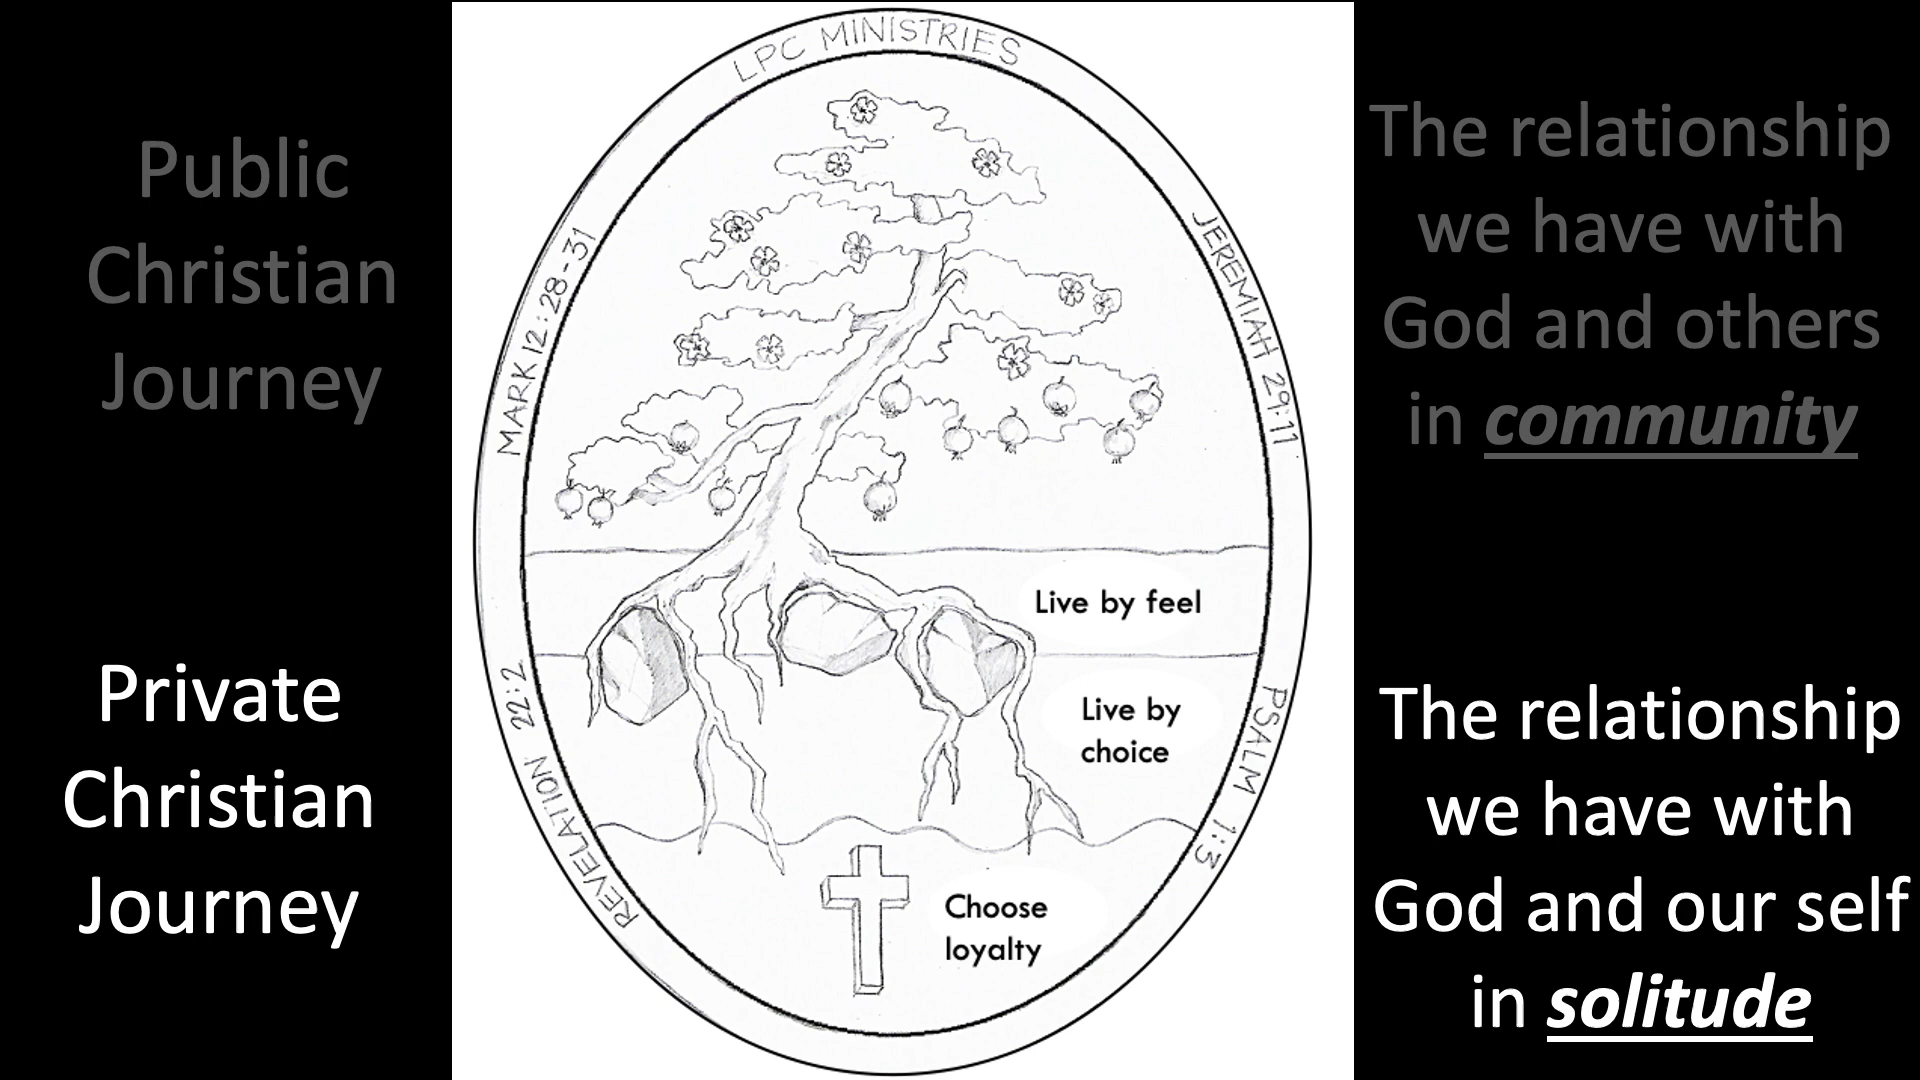 Public
Christian
Journey
Private
Christian
Journey
LPC MINISTRIES
MARK 12:28-31
JEREMIAH 29:11
REVELATION 22:2
PSALM 1:3
Live by feel
Live by
choice
Choose
loyalty
The relationship
we have with
God and others
in community
The relationship
we have with
God and our self
in solitude